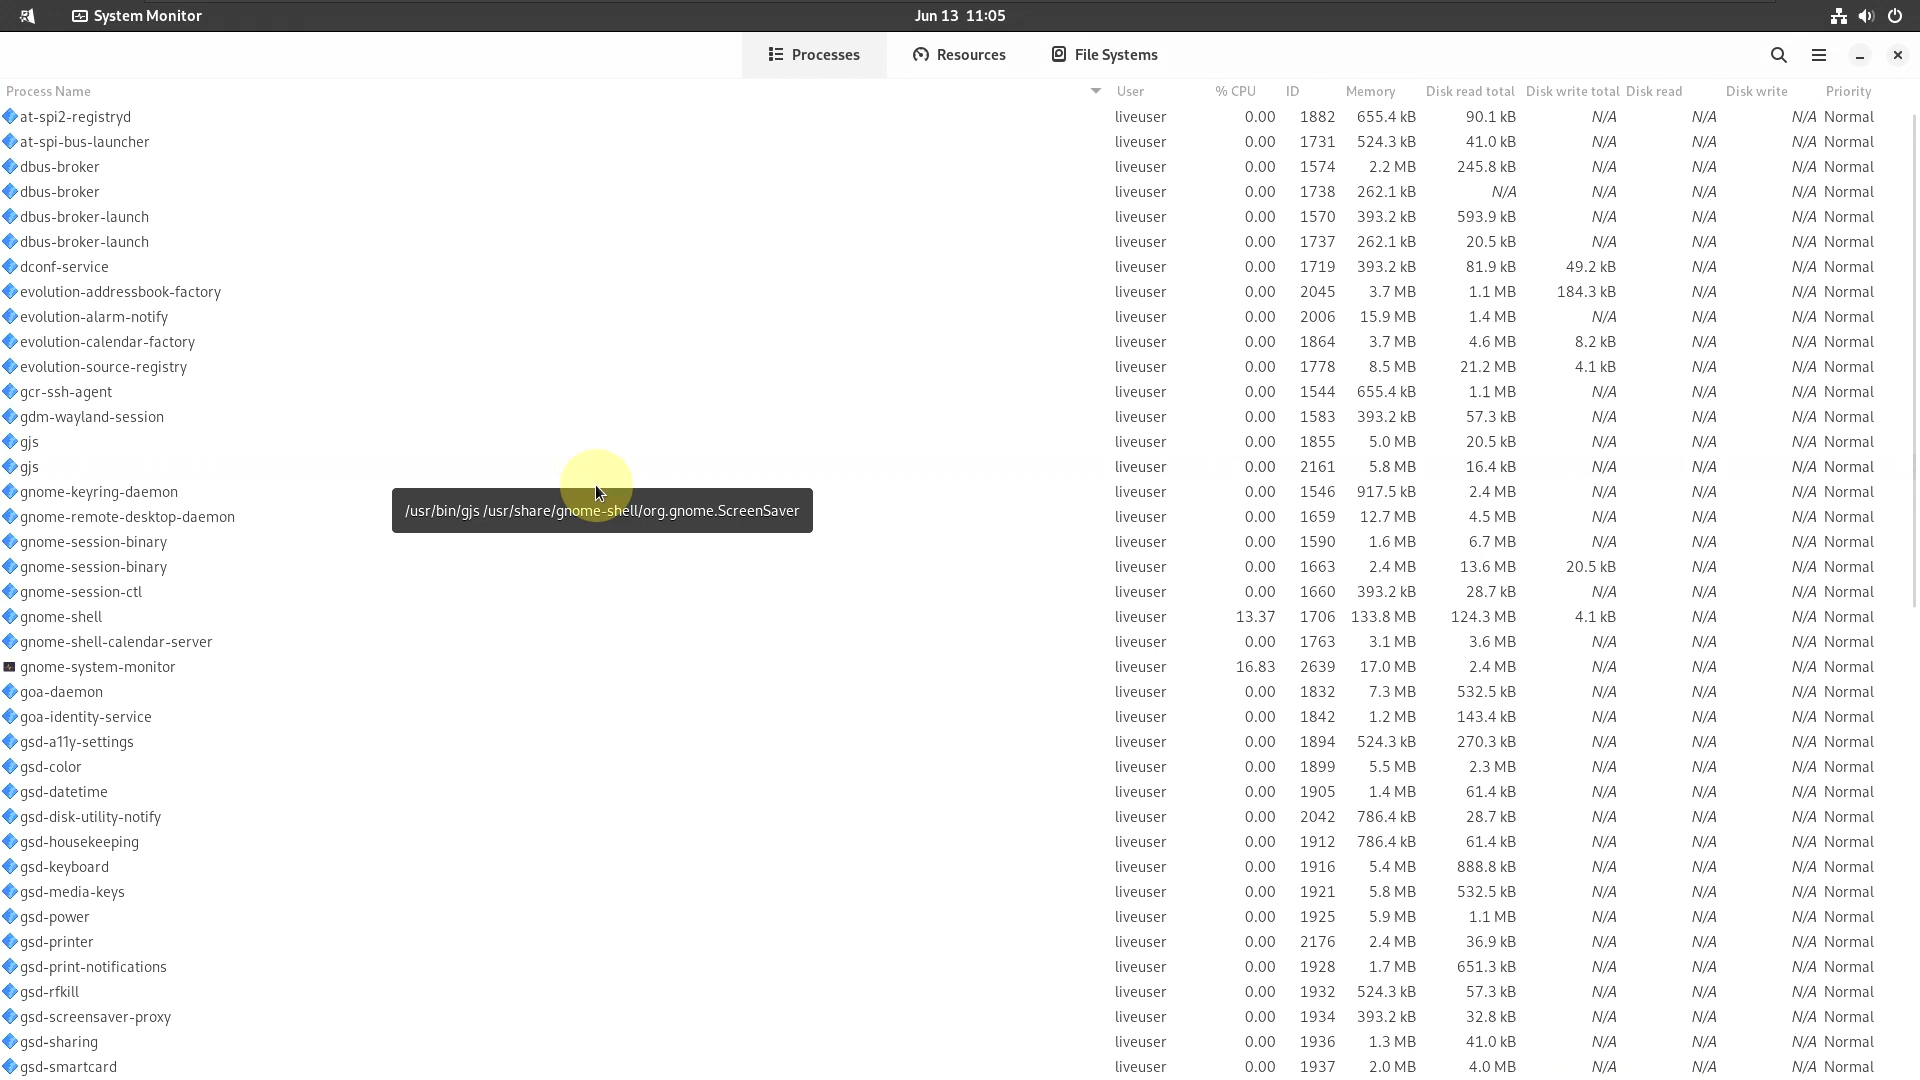 System Monitor Jun 13 11:05
Processes Resources File Systems
Process Name User % CPU ID Memory Disk read total Disk write total Disk read Disk write Priority
at-spi2-registryd liveuser 0.00 1882 655.4 kB 90.1 kB N/A N/A N/A Normal
at-spi-bus-launcher liveuser 0.00 1731 524.3 kB 41.0 kB N/A N/A N/A Normal
dbus-broker liveuser 0.00 1574 2.2 MB 245.8 kB N/A N/A N/A Normal
dbus-broker liveuser 0.00 1738 262.1 kB N/A N/A N/A N/A Normal
dbus-broker-launch liveuser 0.00 1570 393.2 kB 593.9 kB N/A N/A N/A Normal
dbus-broker-launch liveuser 0.00 1737 262.1 kB 20.5 kB N/A N/A N/A Normal
dconf-service liveuser 0.00 1719 393.2 kB 81.9 kB 49.2 kB N/A N/A Normal
evolution-addressbook-factory liveuser 0.00 2045 3.7 MB 1.1 MB 184.3 kB N/A N/A Normal
evolution-alarm-notify liveuser 0.00 2006 15.9 MB 1.4 MB N/A N/A N/A Normal
evolution-calendar-factory liveuser 0.00 1864 3.7 MB 4.6 MB 8.2 kB N/A N/A Normal
evolution-source-registry liveuser 0.00 1778 8.5 MB 21.2 MB 4.1 kB N/A N/A Normal
gcr-ssh-agent liveuser 0.00 1544 655.4 kB 1.1 MB N/A N/A N/A Normal
gdm-wayland-session liveuser 0.00 1583 393.2 kB 57.3 kB N/A N/A N/A Normal
gjs liveuser 0.00 1855 5.0 MB 20.5 kB N/A N/A N/A Normal
gjs liveuser 0.00 2161 5.8 MB 16.4 kB N/A N/A N/A Normal
gnome-keyring-daemon liveuser 0.00 1546 917.5 kB 2.4 MB N/A N/A N/A Normal
/usr/bin/gjs /usr/share/gnome-shell/org.gnome.ScreenSaver
gnome-remote-desktop-daemon liveuser 0.00 1659 12.7 MB 4.5 MB N/A N/A N/A Normal
gnome-session-binary liveuser 0.00 1590 1.6 MB 6.7 MB N/A N/A N/A Normal
gnome-session-binary liveuser 0.00 1663 2.4 MB 13.6 MB 20.5 kB N/A N/A Normal
gnome-session-ctl liveuser 0.00 1660 393.2 kB 28.7 kB N/A N/A N/A Normal
gnome-shell liveuser 13.37 1706 133.8 MB 124.3 MB 4.1 kB N/A N/A Normal
gnome-shell-calendar-server liveuser 0.00 1763 3.1 MB 3.6 MB N/A N/A N/A Normal
gnome-system-monitor liveuser 16.83 2639 17.0 MB 2.4 MB N/A N/A N/A Normal
goa-daemon liveuser 0.00 1832 7.3 MB 532.5 kB N/A N/A N/A Normal
goa-identity-service liveuser 0.00 1842 1.2 MB 143.4 kB N/A N/A N/A Normal
gsd-a11y-settings liveuser 0.00 1894 524.3 kB 270.3 kB N/A N/A N/A Normal
gsd-color liveuser 0.00 1899 5.5 MB 2.3 MB N/A N/A N/A Normal
gsd-datetime liveuser 0.00 1905 1.4 MB 61.4 kB N/A N/A N/A Normal
gsd-disk-utility-notify liveuser 0.00 2042 786.4 kB 28.7 kB N/A N/A N/A Normal
gsd-housekeeping liveuser 0.00 1912 786.4 kB 61.4 kB N/A N/A N/A Normal
gsd-keyboard liveuser 0.00 1916 5.4 MB 888.8 kB N/A N/A N/A Normal
gsd-media-keys liveuser 0.00 1921 5.8 MB 532.5 kB N/A N/A N/A Normal
gsd-power liveuser 0.00 1925 5.9 MB 1.1 MB N/A N/A N/A Normal
gsd-printer liveuser 0.00 2176 2.4 MB 36.9 kB N/A N/A N/A Normal
gsd-print-notifications liveuser 0.00 1928 1.7 MB 651.3 kB N/A N/A N/A Normal
gsd-rfkill liveuser 0.00 1932 524.3 kB 57.3 kB N/A N/A N/A Normal
gsd-screensaver-proxy liveuser 0.00 1934 393.2 kB 32.8 kB N/A N/A N/A Normal
gsd-sharing liveuser 0.00 1936 1.3 MB 41.0 kB N/A N/A N/A Normal
gsd-smartcard liveuser 0.00 1937 2.0 MB 4.0 MB N/A N/A N/A Normal